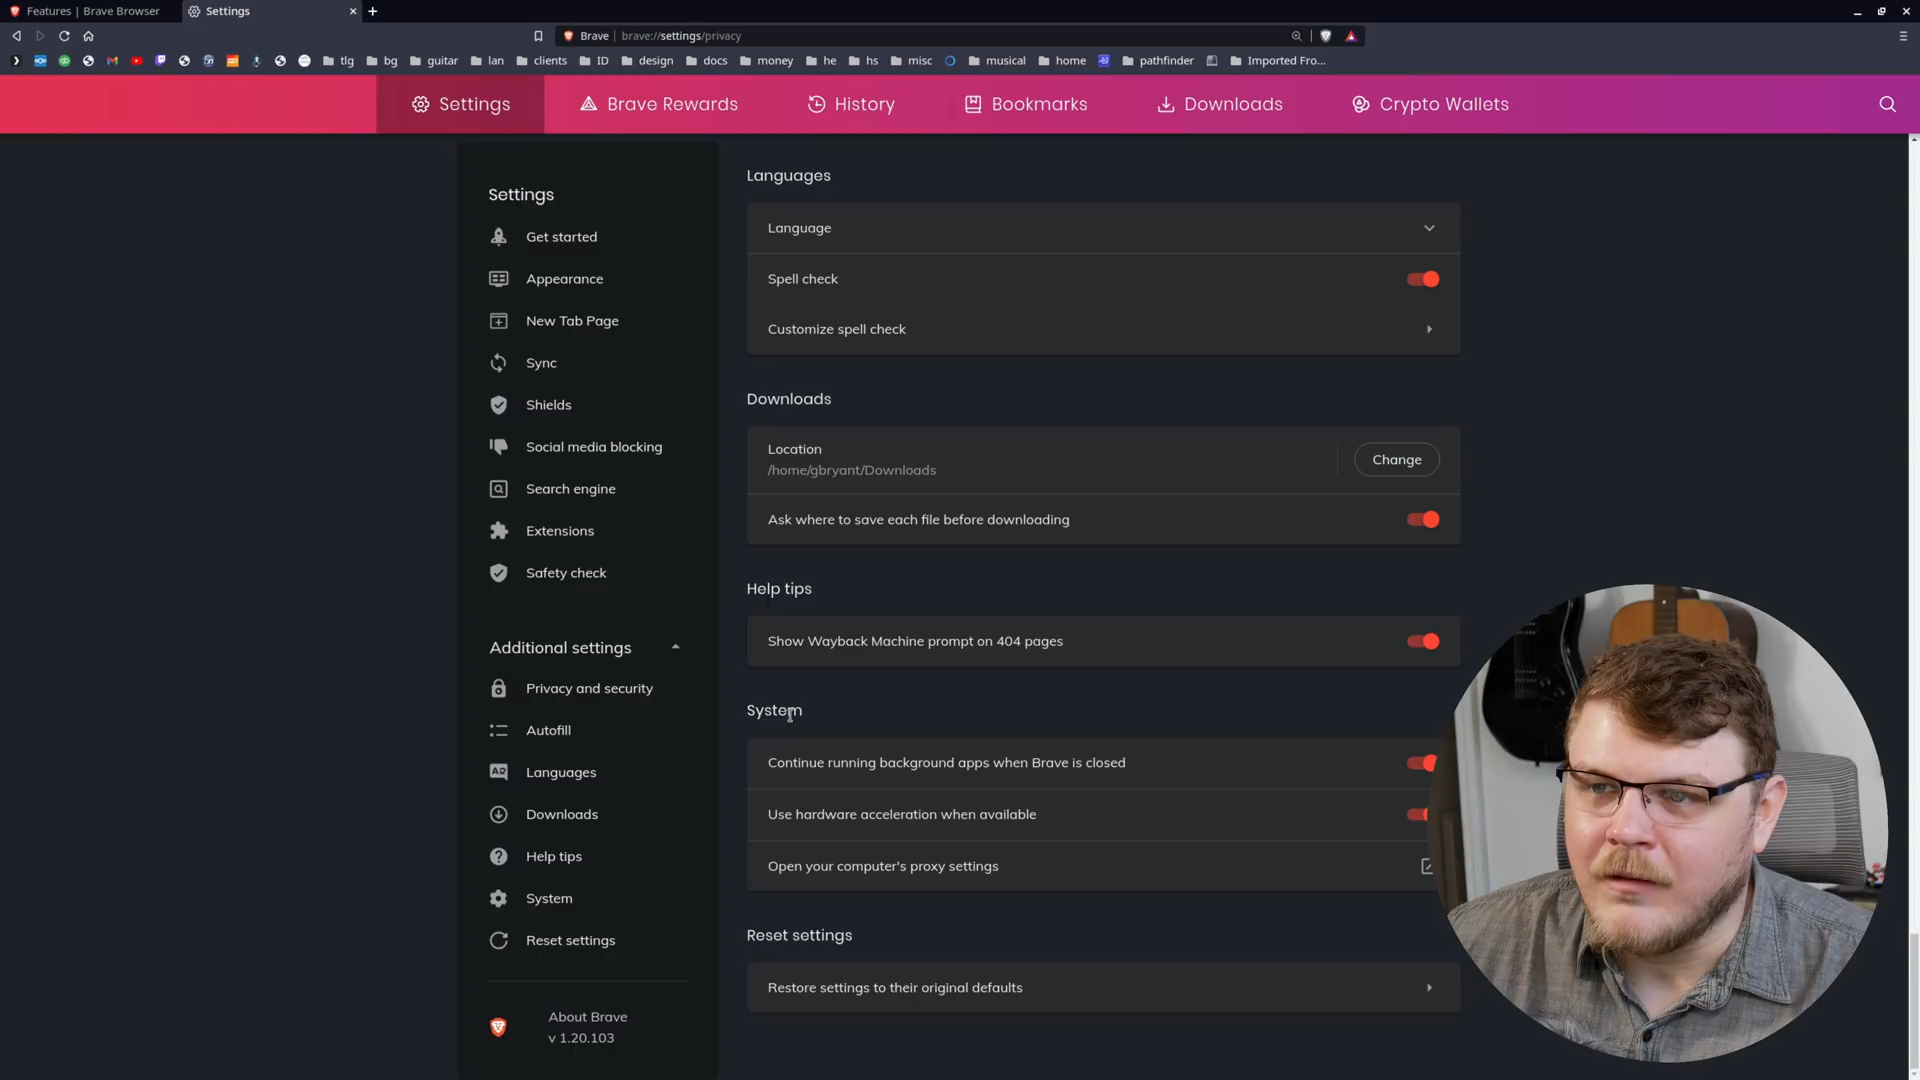 Features | Brave Browser
Settings
Brave | brave://settings/privacy
tlg
bg
guitar
lan
clients
ID
design
docs
money
he
hs
misc
musical
home
pathfinder
Imported Fro...
Settings
Brave Rewards
History
Bookmarks
Downloads
Crypto Wallets
Settings
Get started
Appearance
New Tab Page
Sync
Shields
Social media blocking
Search engine
Extensions
Safety check
Additional settings
Privacy and security
Autofill
Languages
Downloads
Help tips
System
Reset settings
About Brave
v 1.20.103
Languages
Language
Spell check
Customize spell check
Downloads
Location
/home/gbryant/Downloads
Change
Ask where to save each file before downloading
Help tips
Show Wayback Machine prompt on 404 pages
System
Continue running background apps when Brave is closed
Use hardware acceleration when available
Open your computer's proxy settings
Reset settings
Restore settings to their original defaults